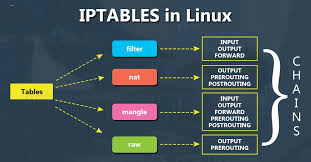 IPTABLES in Linux
Tables
filter
INPUT
OUTPUT
FORWARD
nat
OUTPUT
PREROUTING
POSTROUTING
mangle
INPUT
OUTPUT
FORWARD
PREROUTING
POSTROUTING
raw
OUTPUT
PREROUTING
CHAINS